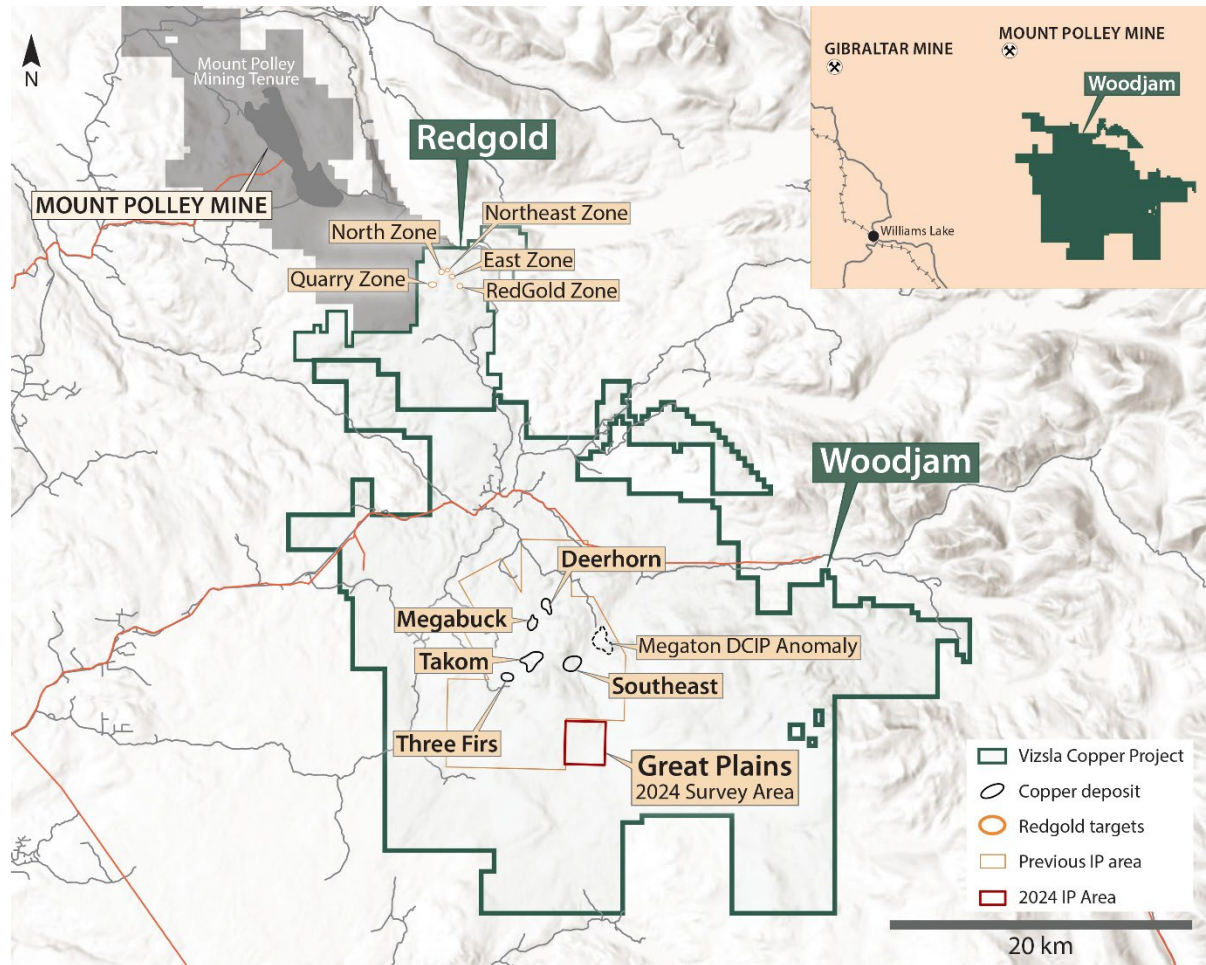 N
Mount Polley
Mining Tenure
MOUNT POLLEY MINE
Redgold
North Zone
Northeast Zone
East Zone
Quarry Zone
RedGold Zone
GIBRALTAR MINE
MOUNT POLLEY MINE
Woodjam
Williams Lake
Woodjam
Deerhorn
Megabuck
Megaton DCIP Anomaly
Takom
Southeast
Three Firs
Great Plains
2024 Survey Area
Vizsla Copper Project
Copper deposit
Redgold targets
Previous IP area
2024 IP Area
20 km